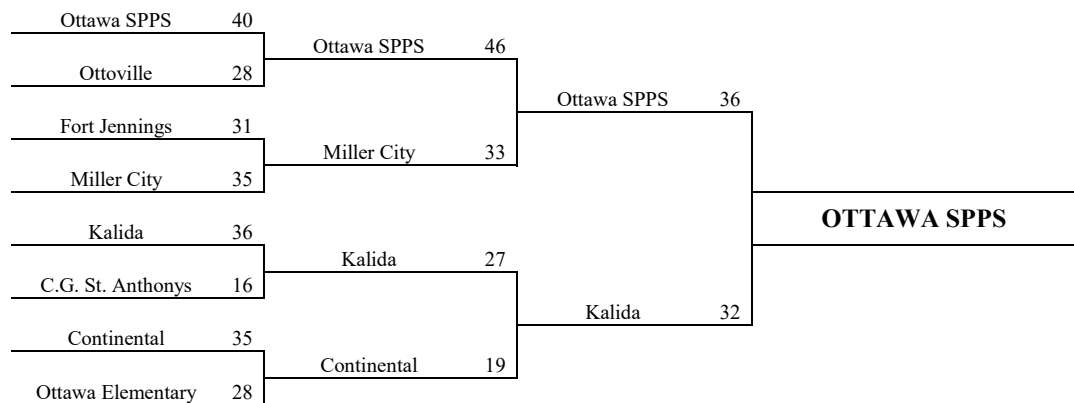 Ottawa SPPS 40
Ottawa SPPS 46
Ottoville 28
Ottawa SPPS 36
Fort Jennings 31
Miller City 33
Miller City 35
OTTAWA SPPS
Kalida 36
Kalida 27
C.G. St. Anthonys 16
Kalida 32
Continental 35
Continental 19
Ottawa Elementary 28